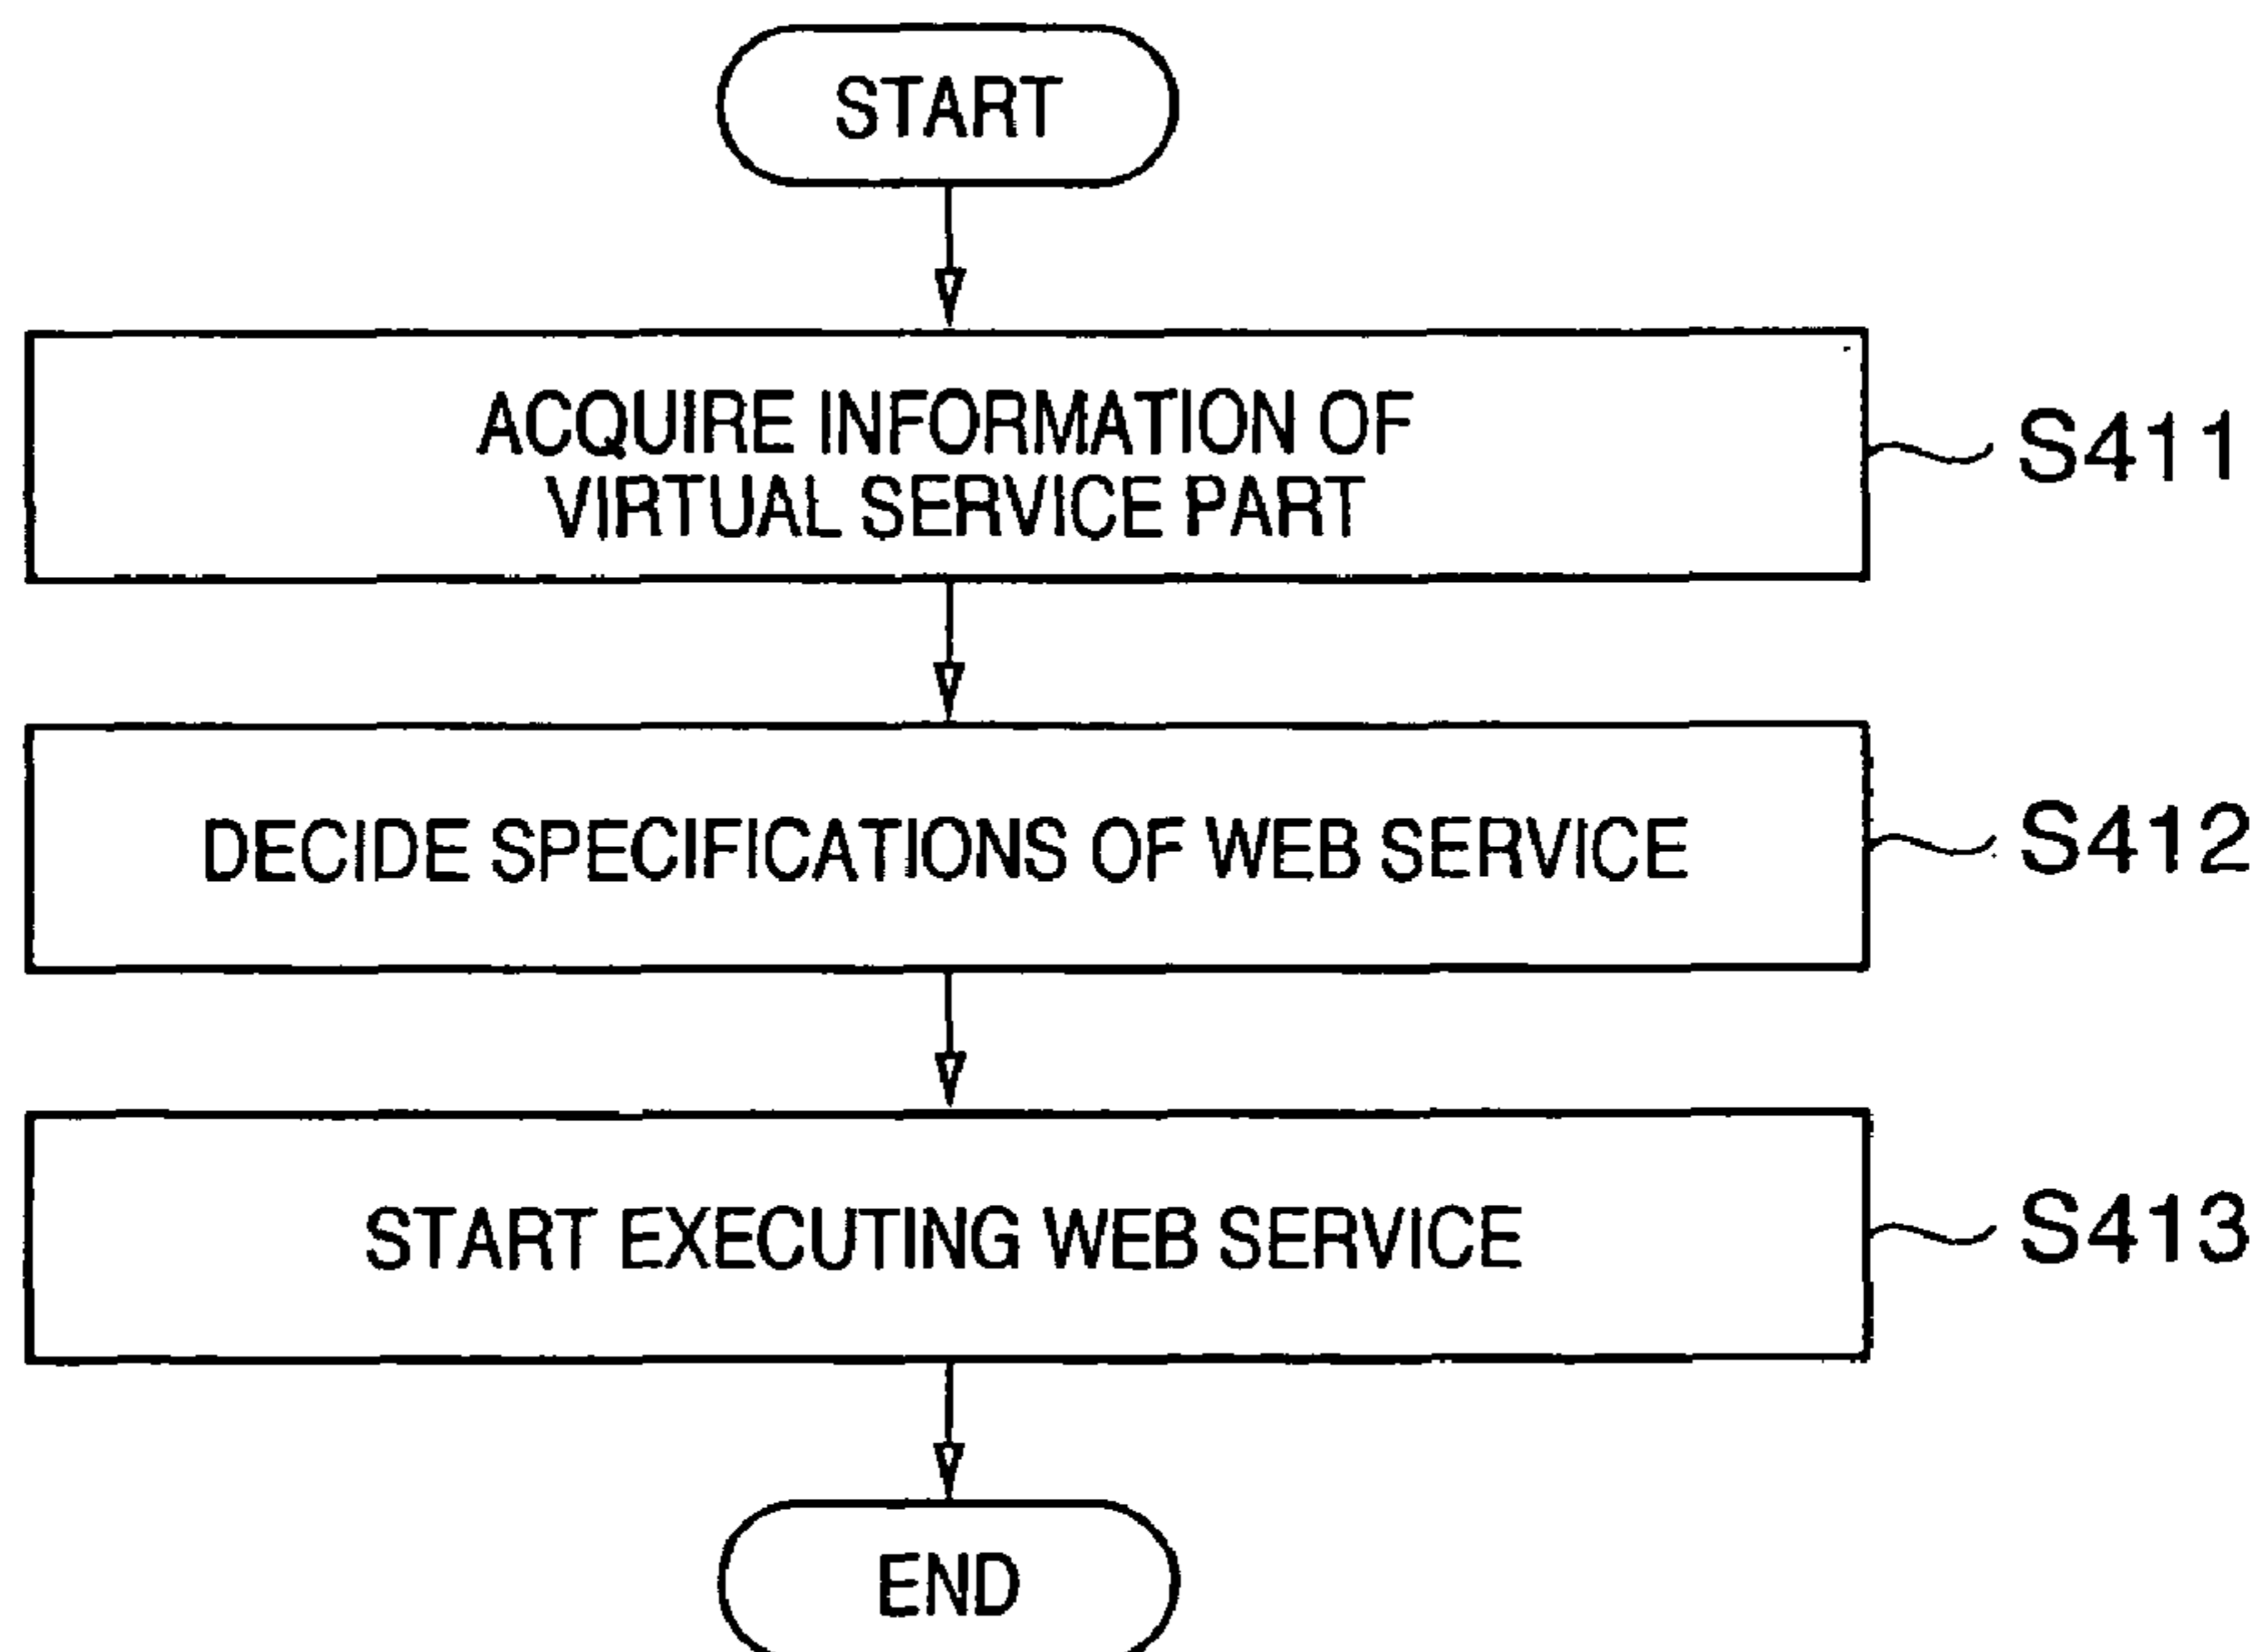 START
ACQUIRE INFORMATION OF
VIRTUAL SERVICE PART
S411
DECIDE SPECIFICATIONS OF WEB SERVICE
S412
START EXECUTING WEB SERVICE
S413
END